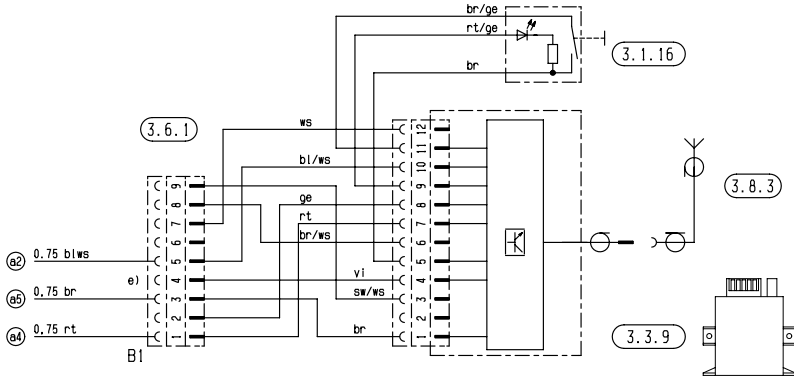 br/ge
rt/ge
br
3.1.16
3.6.1
ws
bl/ws
ge
rt
br/ws
vi
sw/ws
br
12
11
10
9
8
7
6
5
4
3
2
1
9
8
7
6
5
4
3
2
1
a2 0.75 blws
e)
a5 0,75 br
a4 0.75 rt
B1
3.8.3
3.3.9